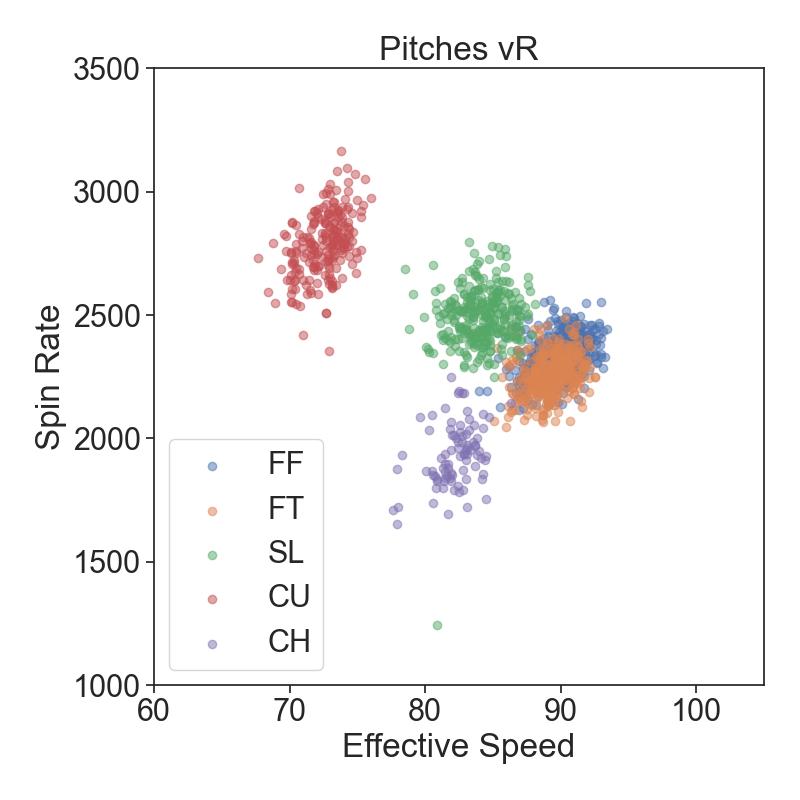 Pitches vR
3500
3000
2500
2000
1500
1000
Spin Rate
FF
FT
SL
CU
CH
60 70 80 90 100
Effective Speed